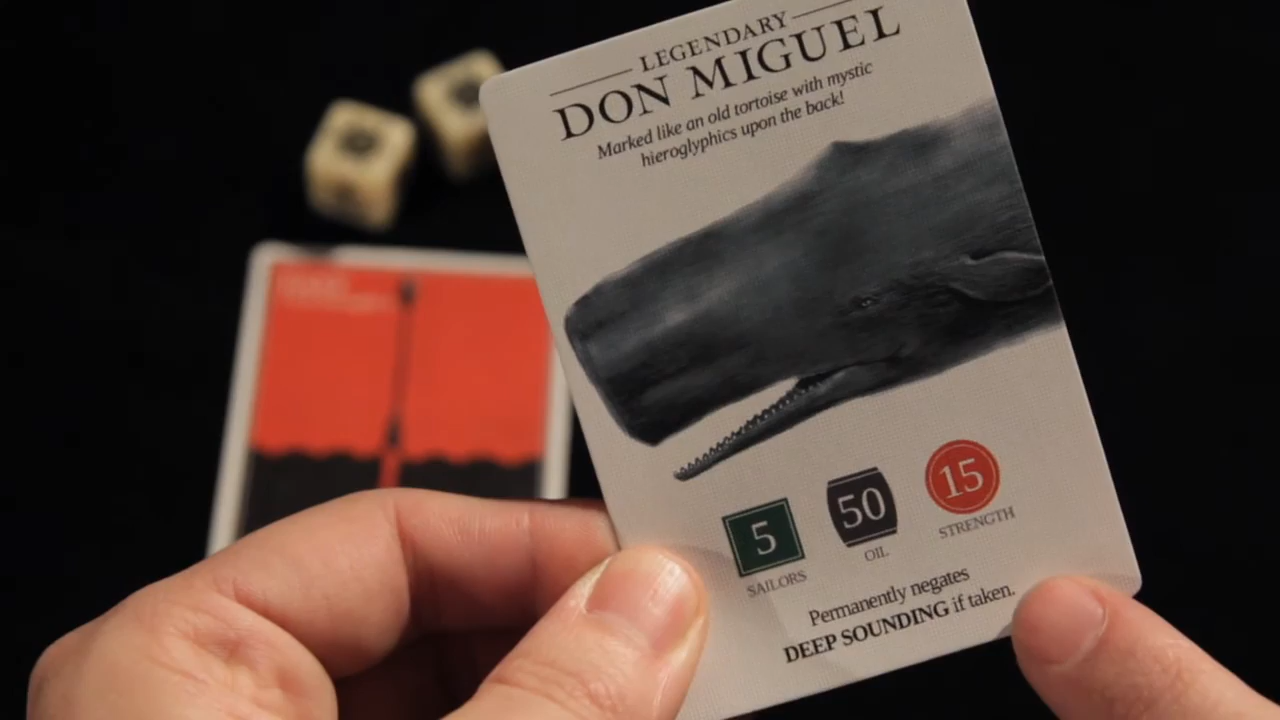 LEGENDARY
DON MIGUEL
Marked like an old tortoise with mystic
hieroglyphics upon the back!
5
50
15
SAILORS
OIL
STRENGTH
Permanently negates
DEEP SOUNDING if taken.